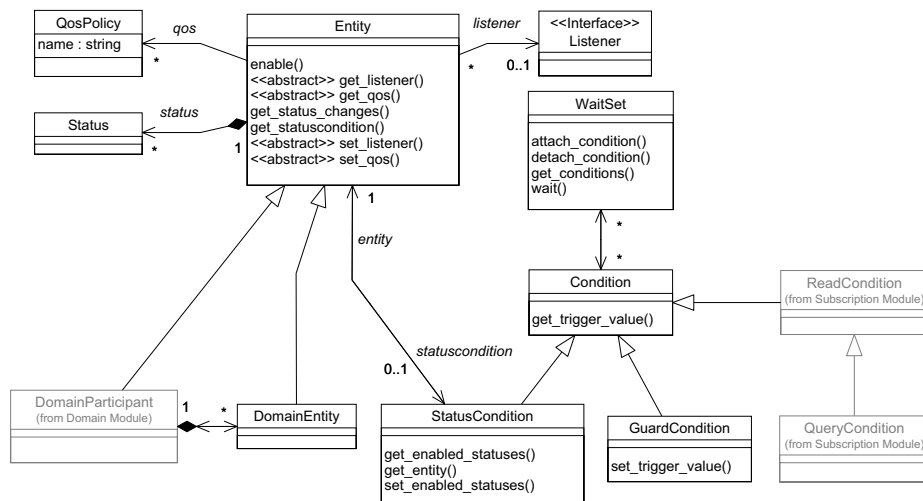 QosPolicy
name : string
qos
*
Entity
enable()
<<abstract>> get_listener()
<<abstract>> get_qos()
get_status_changes()
get_statuscondition()
<<abstract>> set_listener()
<<abstract>> set_qos()
listener
*
0..1
<<Interface>>
Listener
Status
status
*
1
WaitSet
attach_condition()
detach_condition()
get_conditions()
wait()
1
entity
*
*
Condition
get_trigger_value()
ReadCondition
(from Subscription Module)
statuscondition
0..1
DomainParticipant
(from Domain Module)
1
*
DomainEntity
StatusCondition
get_enabled_statuses()
get_entity()
set_enabled_statuses()
GuardCondition
set_trigger_value()
QueryCondition
(from Subscription Module)